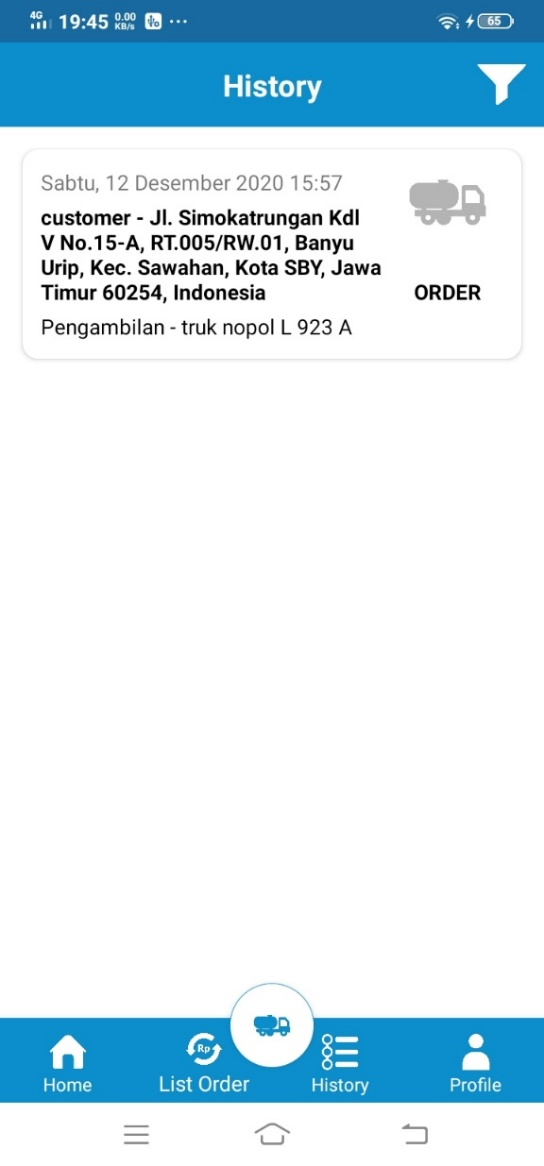 4G 19:45 0.00 KB/s ... 65
History
Sabtu, 12 Desember 2020 15:57
customer - Jl. Simokatrungan Kdl
V No.15-A, RT.005/RW.01, Banyu
Urip, Kec. Sawahan, Kota SBY, Jawa
Timur 60254, Indonesia
ORDER
Pengambilan - truk nopol L 923 A
Rp
Home List Order History Profile